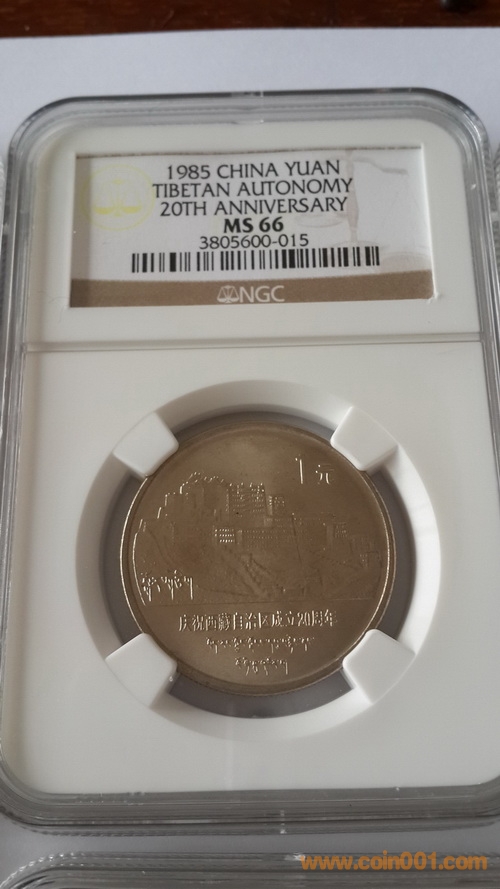 1985 CHINA YUAN
TIBETAN AUTONOMY
20TH ANNIVERSARY
MS 66
3805600-015
NGC
1元
庆祝西藏自治区成立20周年
www.coin001.com